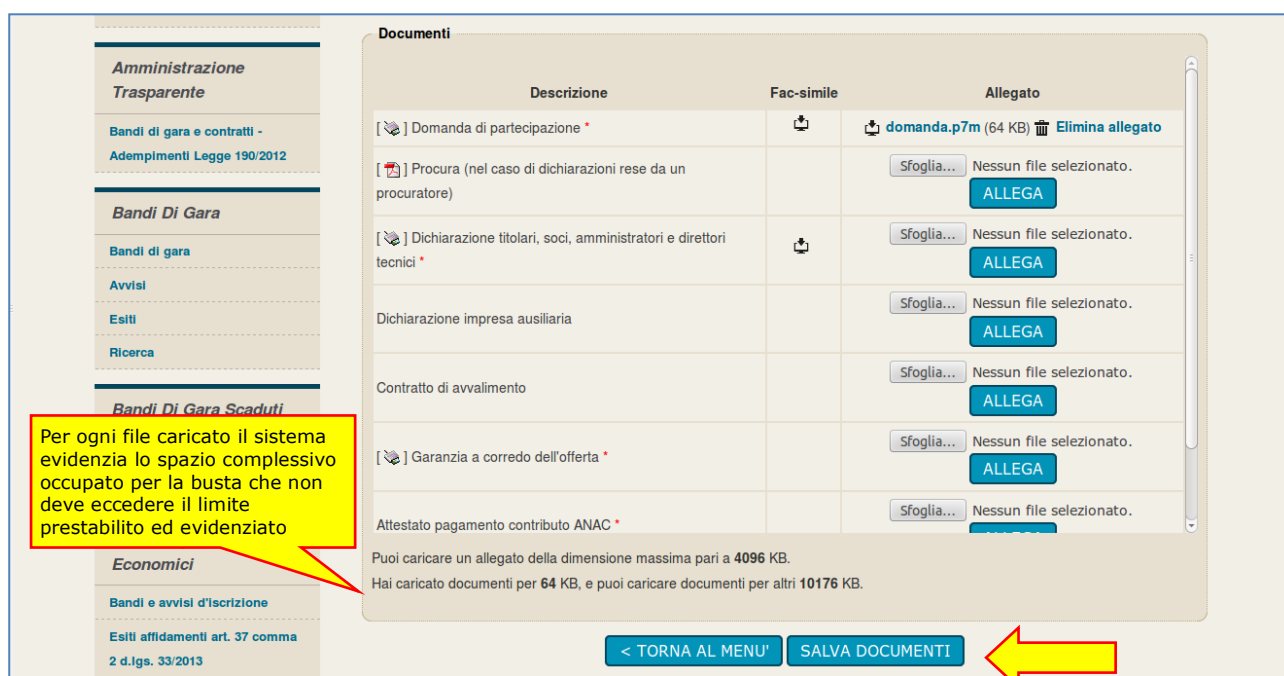 Amministrazione
Trasparente
Bandi di gara e contratti -
Adempimenti Legge 190/2012
Bandi Di Gara
Bandi di gara
Avvisi
Esiti
Ricerca
Bandi Di Gara Scaduti
Per ogni file caricato il sistema
evidenzia lo spazio complessivo
occupato per la busta che non
deve eccedere il limite
prestabilito ed evidenziato
Economici
Bandi e avvisi d'iscrizione
Esiti affidamenti art. 37 comma
2 d.lgs. 33/2013
Documenti
Descrizione Fac-simile Allegato
[ ] Domanda di partecipazione * domanda.p7m (64 KB) Elimina allegato
[ ] Procura (nel caso di dichiarazioni rese da un
procuratore)
Sfoglia... Nessun file selezionato.
ALLEGA
[ ] Dichiarazione titolari, soci, amministratori e direttori
tecnici *
Sfoglia... Nessun file selezionato.
ALLEGA
Dichiarazione impresa ausiliaria
Sfoglia... Nessun file selezionato.
ALLEGA
Contratto di avvalimento
Sfoglia... Nessun file selezionato.
ALLEGA
[ ] Garanzia a corredo dell'offerta *
Sfoglia... Nessun file selezionato.
ALLEGA
Attestato pagamento contributo ANAC *
Sfoglia... Nessun file selezionato.
Puoi caricare un allegato della dimensione massima pari a 4096 KB.
Hai caricato documenti per 64 KB, e puoi caricare documenti per altri 10176 KB.
< TORNA AL MENU' SALVA DOCUMENTI